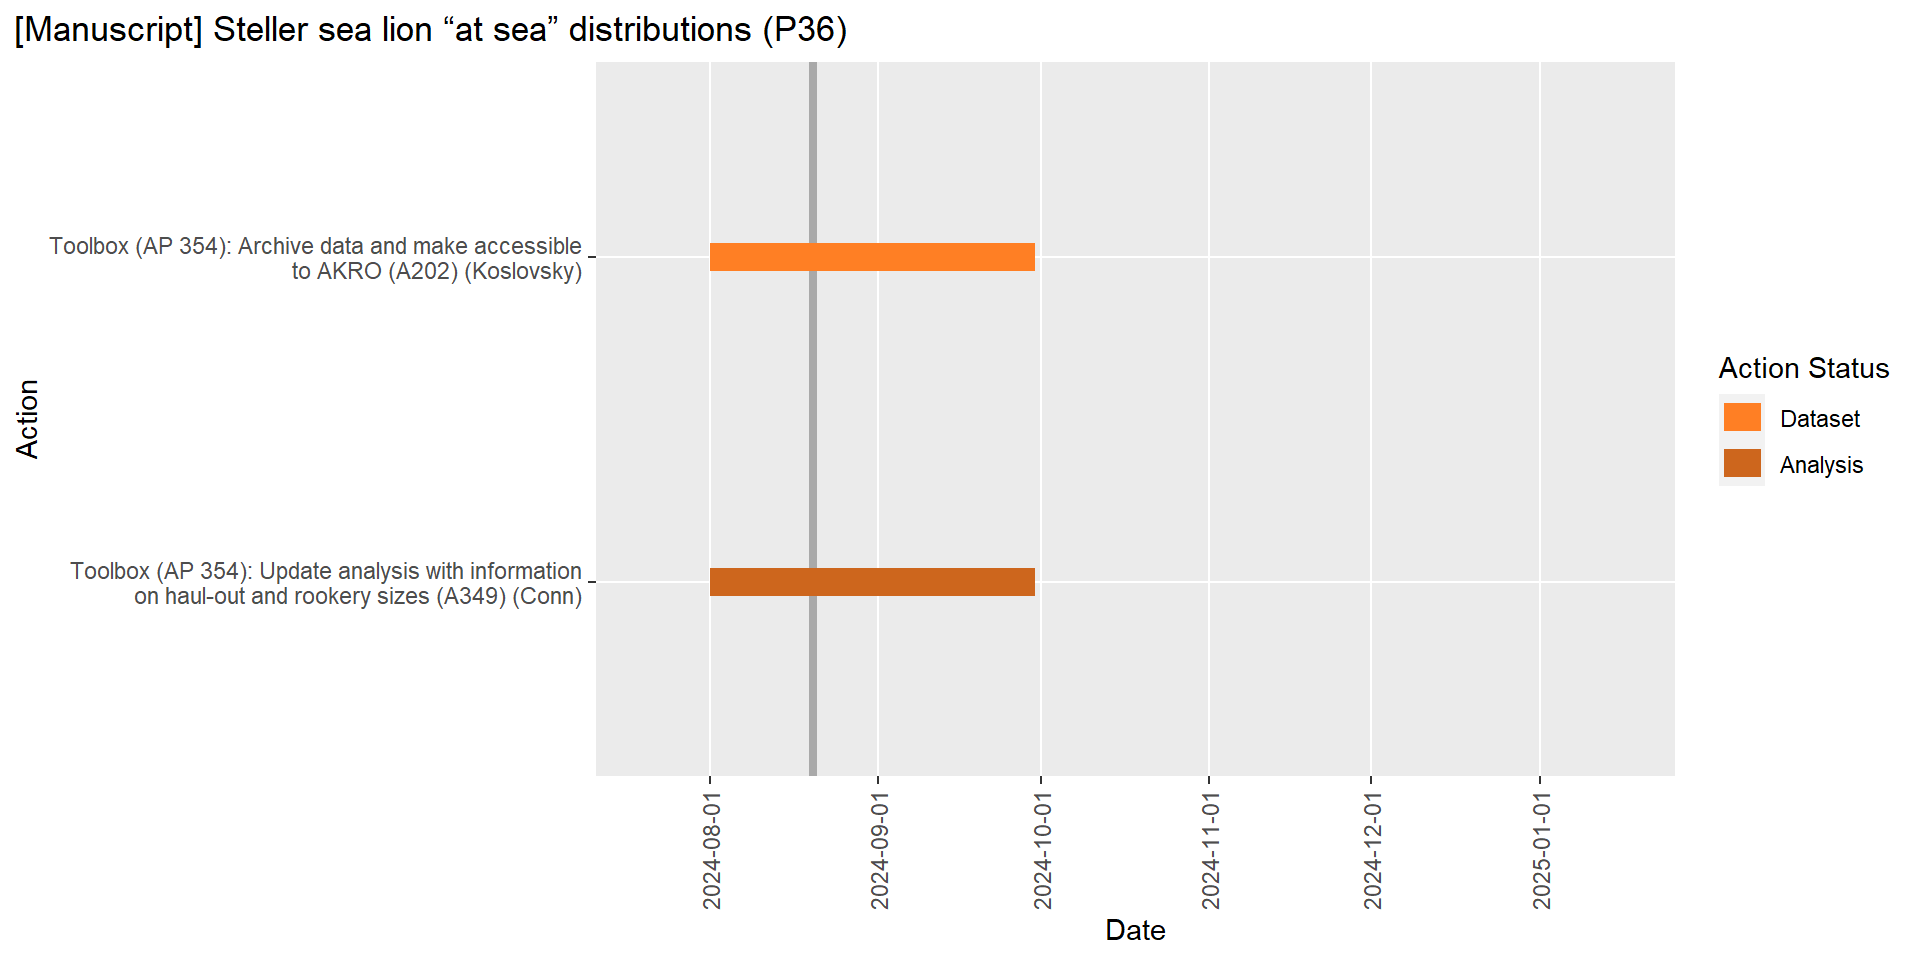 [Manuscript] Steller sea lion “at sea” distributions (P36)
Toolbox (AP 354): Archive data and make accessible
to AKRO (A202) (Koslovsky)
Toolbox (AP 354): Update analysis with information
on haul-out and rookery sizes (A349) (Conn)
Action
2024-08-01
2024-09-01
2024-10-01
2024-11-01
2024-12-01
2025-01-01
Date
Action Status
Dataset
Analysis